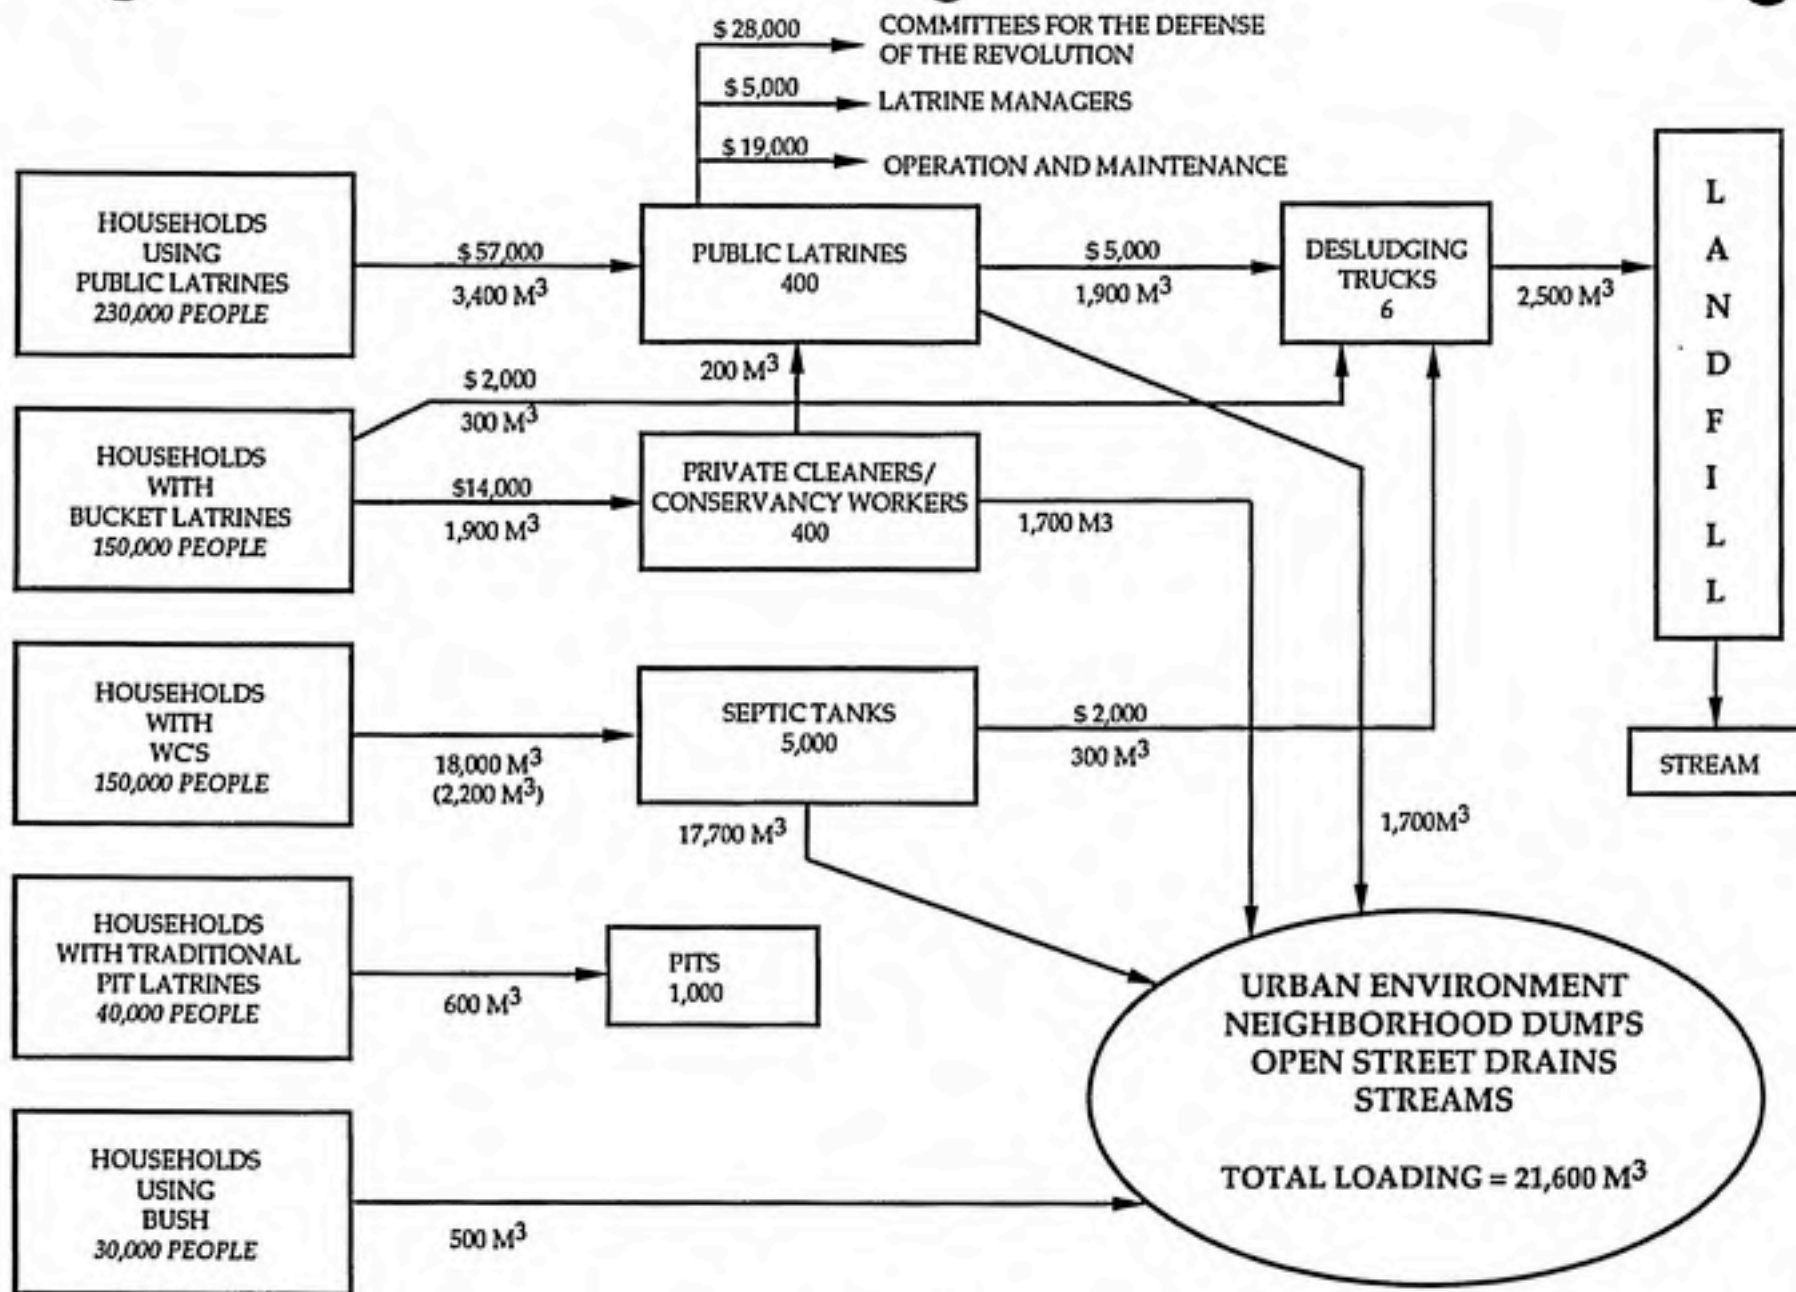 $ 28,000
COMMITTEES FOR THE DEFENSE
OF THE REVOLUTION
$ 5,000
LATRINE MANAGERS
$ 19,000
OPERATION AND MAINTENANCE
HOUSEHOLDS
USING
PUBLIC LATRINES
230,000 PEOPLE
$ 57,000
3,400 M³
PUBLIC LATRINES
400
$ 5,000
1,900 M³
DESLUDGING
TRUCKS
6
2,500 M³
L
A
N
D
F
I
L
L
200 M³
$ 2,000
300 M³
HOUSEHOLDS
WITH
BUCKET LATRINES
150,000 PEOPLE
$14,000
1,900 M³
PRIVATE CLEANERS/
CONSERVANCY WORKERS
400
1,700 M3
HOUSEHOLDS
WITH
WC'S
150,000 PEOPLE
18,000 M³
(2,200 M³)
SEPTIC TANKS
5,000
$ 2,000
300 M³
STREAM
17,700 M³
1,700M³
HOUSEHOLDS
WITH TRADITIONAL
PIT LATRINES
40,000 PEOPLE
600 M³
PITS
1,000
URBAN ENVIRONMENT
NEIGHBORHOOD DUMPS
OPEN STREET DRAINS
STREAMS
TOTAL LOADING = 21,600 M³
HOUSEHOLDS
USING
BUSH
30,000 PEOPLE
500 M³